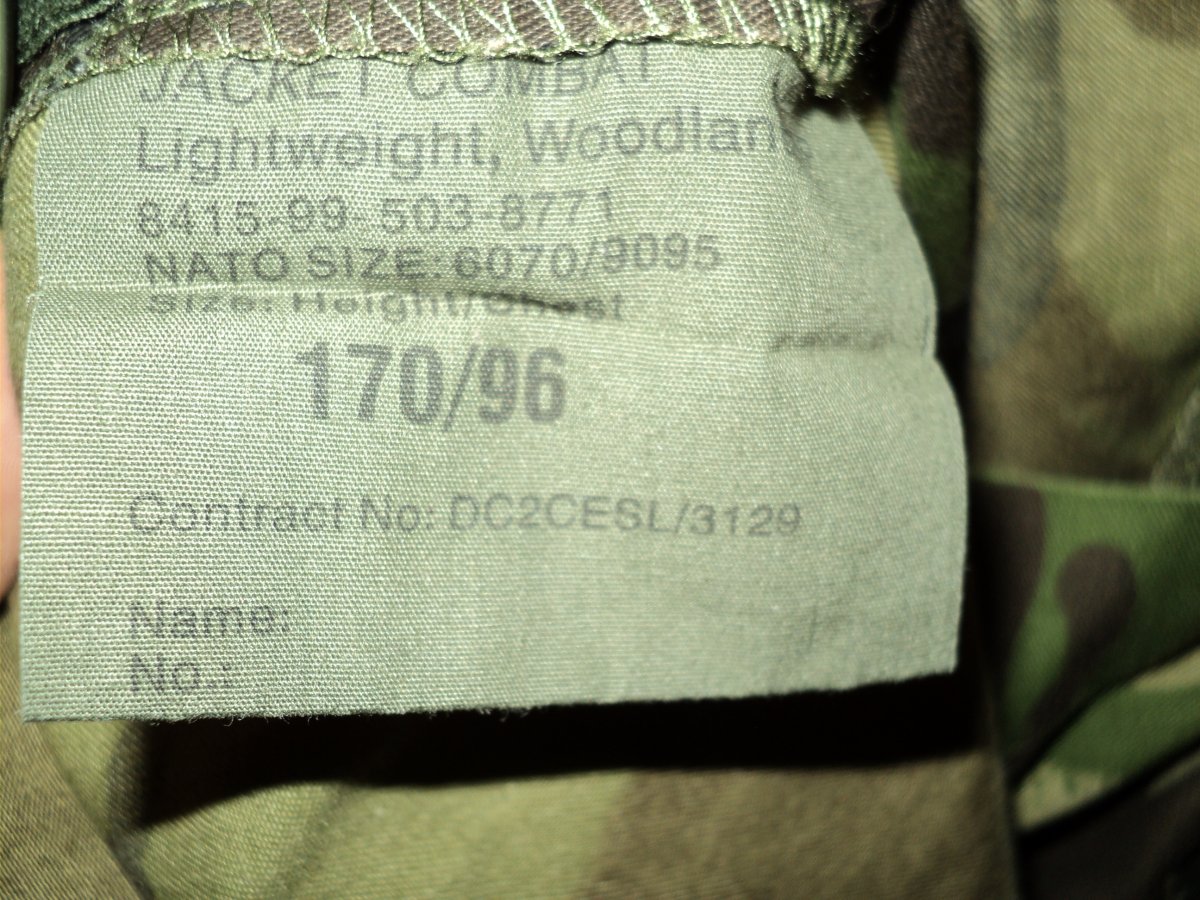 JACKET COMBAT
Lightweight, Woodlan
8415-99-503-8771
NATO SIZE: 6070/9095
Size: Height/Chest
170/96
Contract No: DC2CESL/3129
Name:
No.: